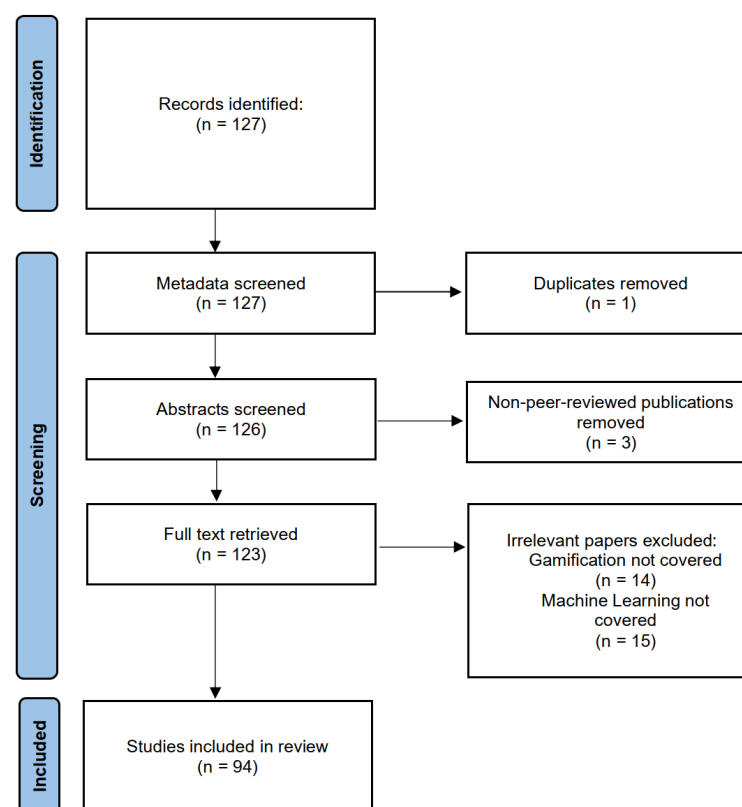 Identification
Records identified:
(n = 127)
Screening
Metadata screened
(n = 127)
Duplicates removed
(n = 1)
Abstracts screened
(n = 126)
Non-peer-reviewed publications
removed
(n = 3)
Full text retrieved
(n = 123)
Irrelevant papers excluded:
Gamification not covered
(n = 14)
Machine Learning not
covered
(n = 15)
Included
Studies included in review
(n = 94)